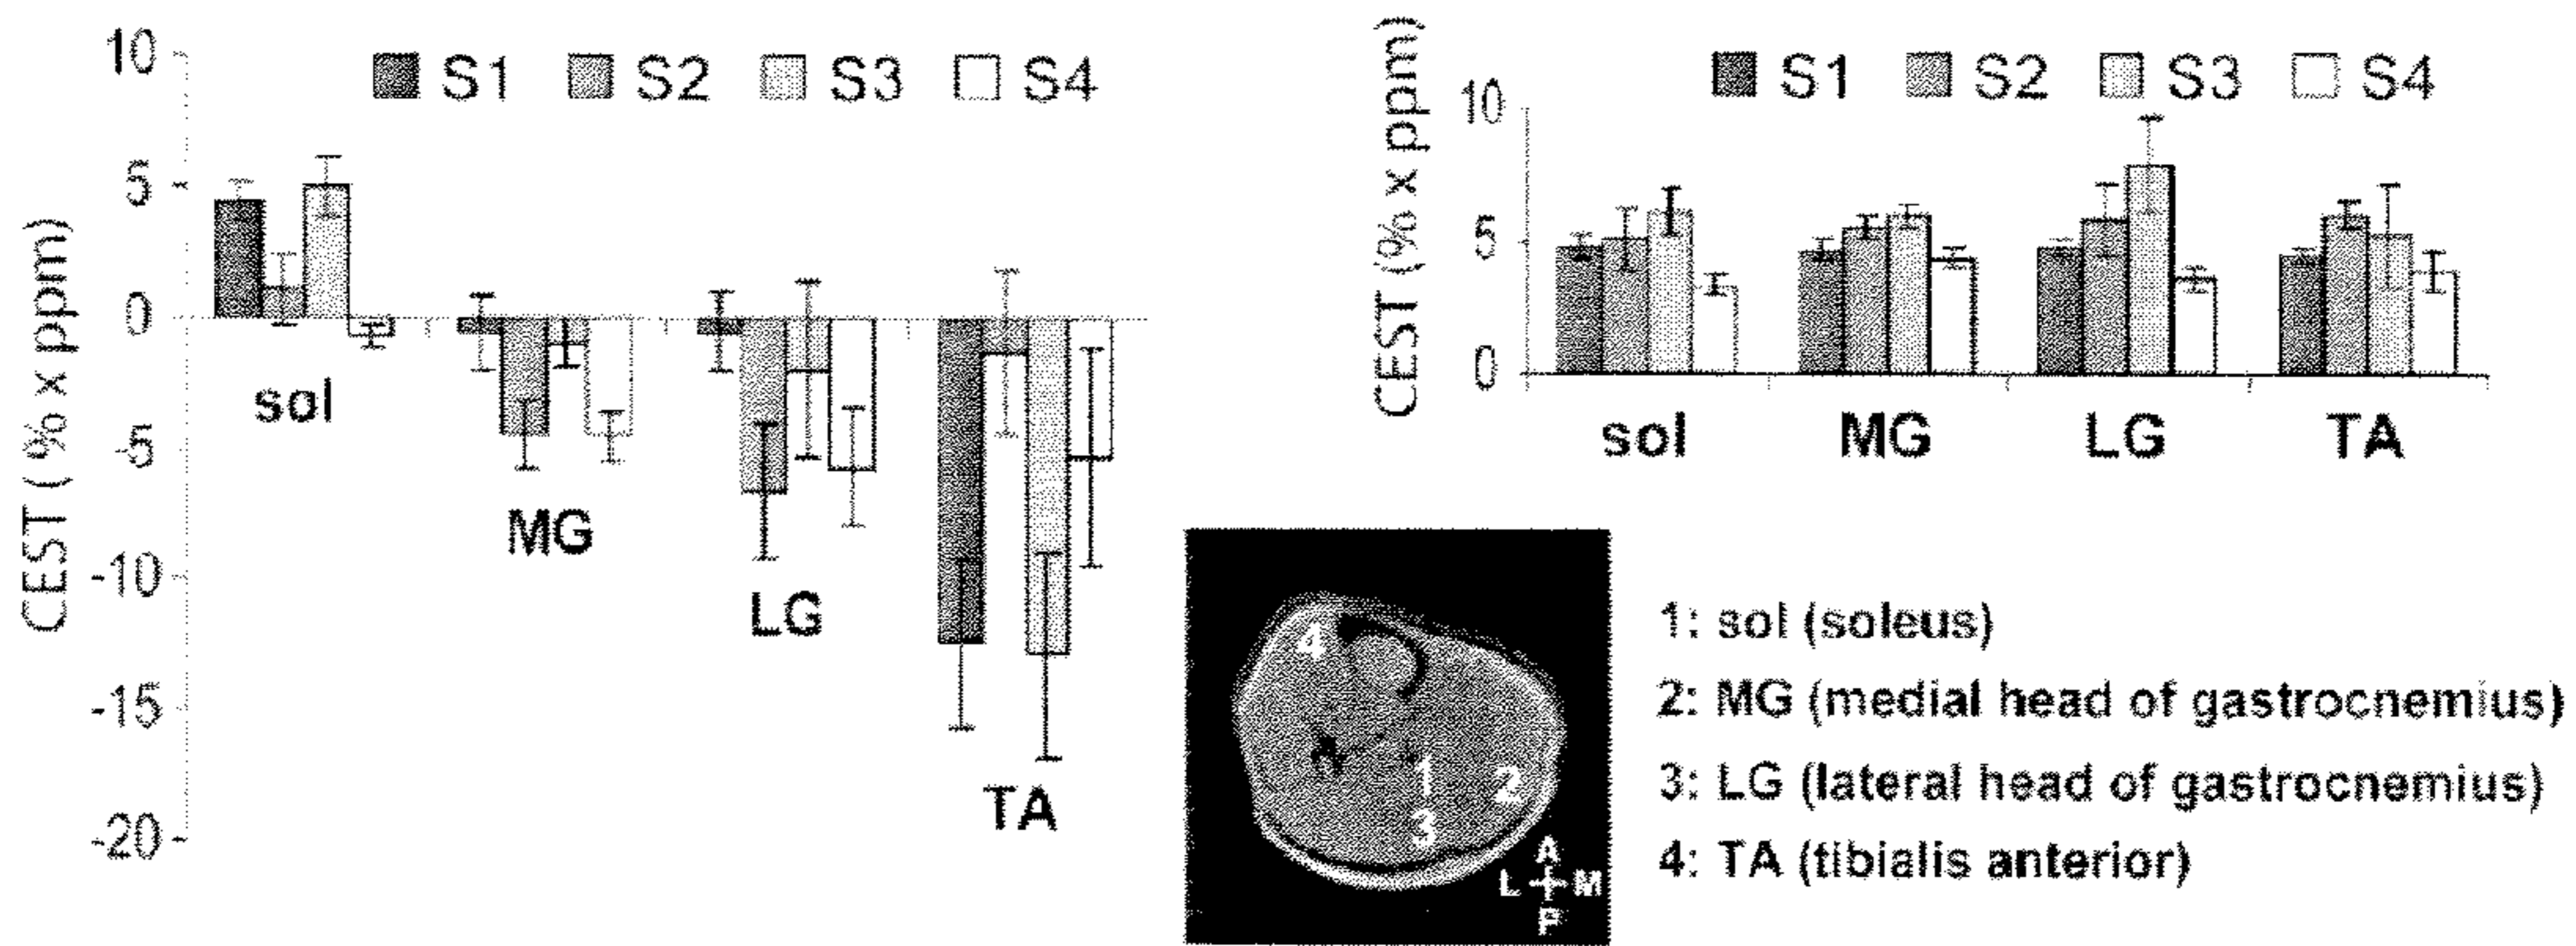 10
S1 S2 S3 S4
5
0
-5
-10
-15
-20
CEST ( % x ppm)
sol
MG
LG
TA
S1 S2 S3 S4
10
5
0
CEST (% x ppm)
sol MG LG TA
4
1
2
3
A
L M
P
1: sol (soleus)
2: MG (medial head of gastrocnemius)
3: LG (lateral head of gastrocnemius)
4: TA (tibialis anterior)